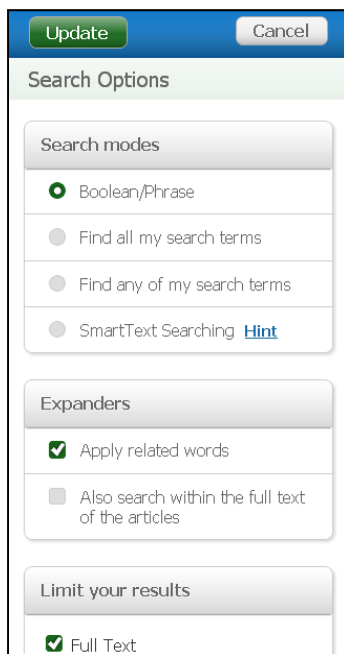 Update Cancel
Search Options
Search modes
Boolean/Phrase
Find all my search terms
Find any of my search terms
SmartText Searching Hint
Expanders
Apply related words
Also search within the full text
of the articles
Limit your results
Full Text